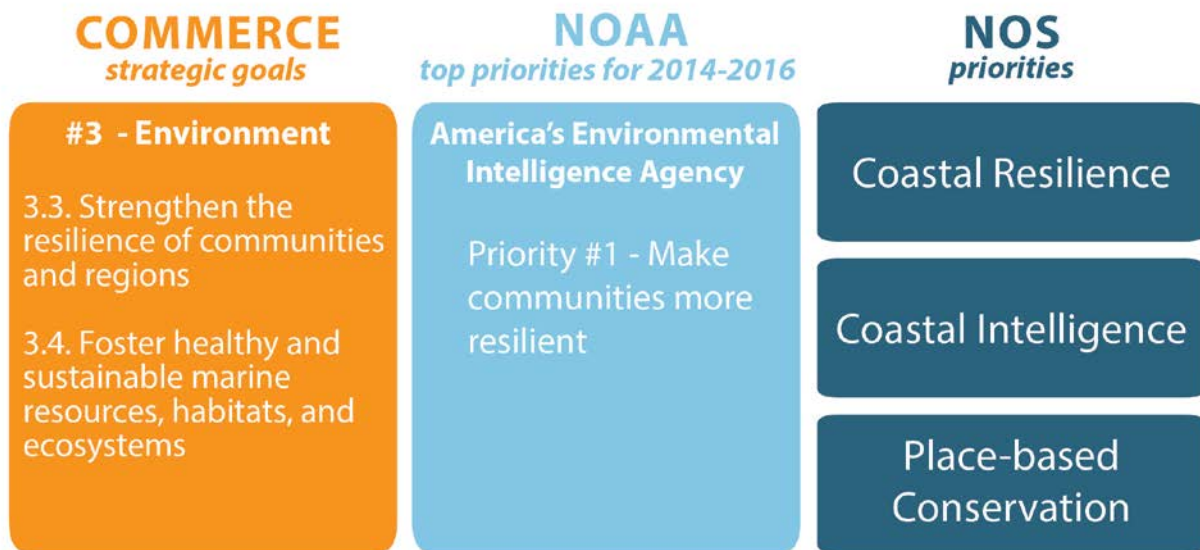 COMMERCE
strategic goals
#3 - Environment
3.3. Strengthen the
resilience of communities
and regions
3.4. Foster healthy and
sustainable marine
resources, habitats, and
ecosystems
NOAA
top priorities for 2014-2016
America's Environmental
Intelligence Agency
Priority #1 - Make
communities more
resilient
NOS
priorities
Coastal Resilience
Coastal Intelligence
Place-based
Conservation